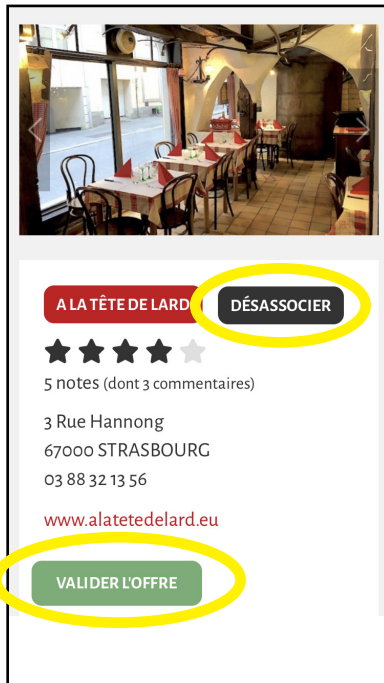 A LA TÊTE DE LARD DÉSASSOCIER
5 notes (dont 3 commentaires)
3 Rue Hannong
67000 STRASBOURG
03 88 32 13 56
www.alatetedelard.eu
VALIDER L'OFFRE